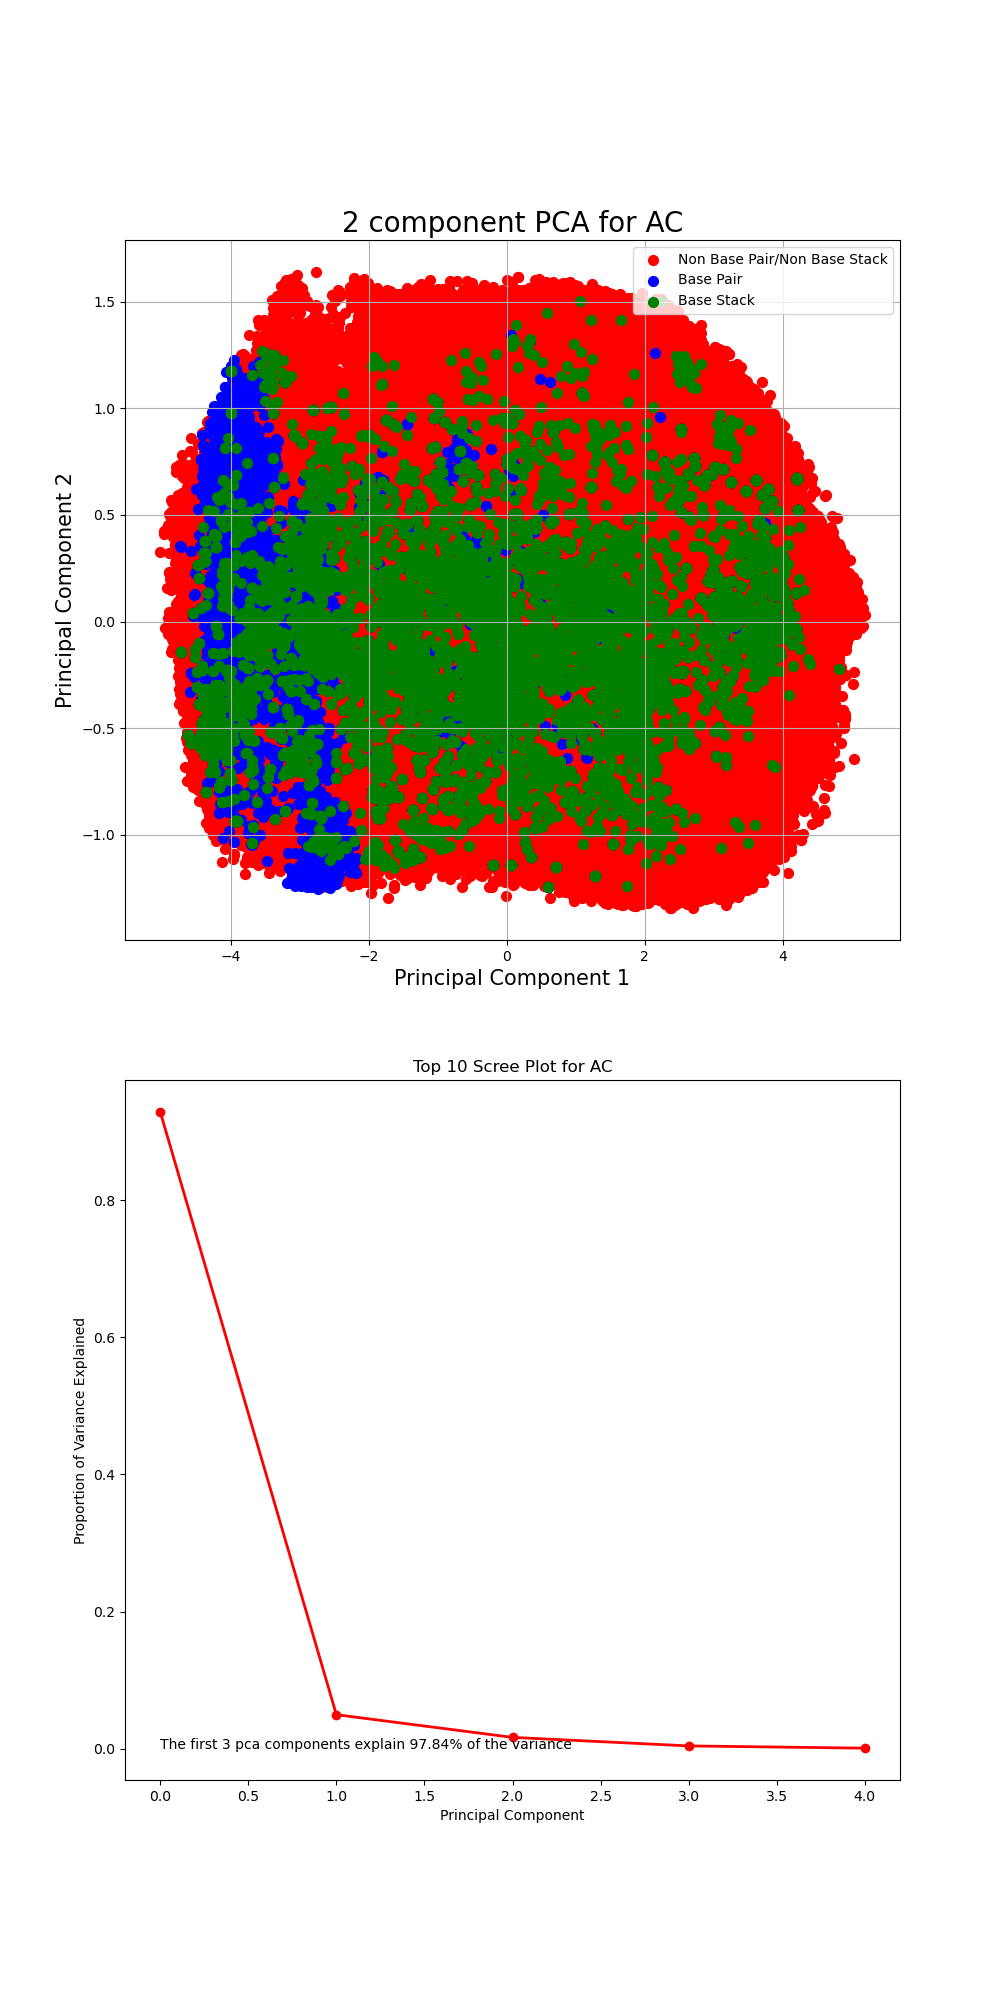 2 component PCA for AC
Non Base Pair/Non Base Stack
Base Pair
Base Stack
1.5
1.0
0.5
0.0
−0.5
−1.0
Principal Component 2
−4
−2
0
2
4
Principal Component 1
Top 10 Scree Plot for AC
0.8
0.6
0.4
0.2
0.0
Proportion of Variance Explained
The first 3 pca components explain 97.84% of the variance
0.0
0.5
1.0
1.5
2.0
2.5
3.0
3.5
4.0
Principal Component